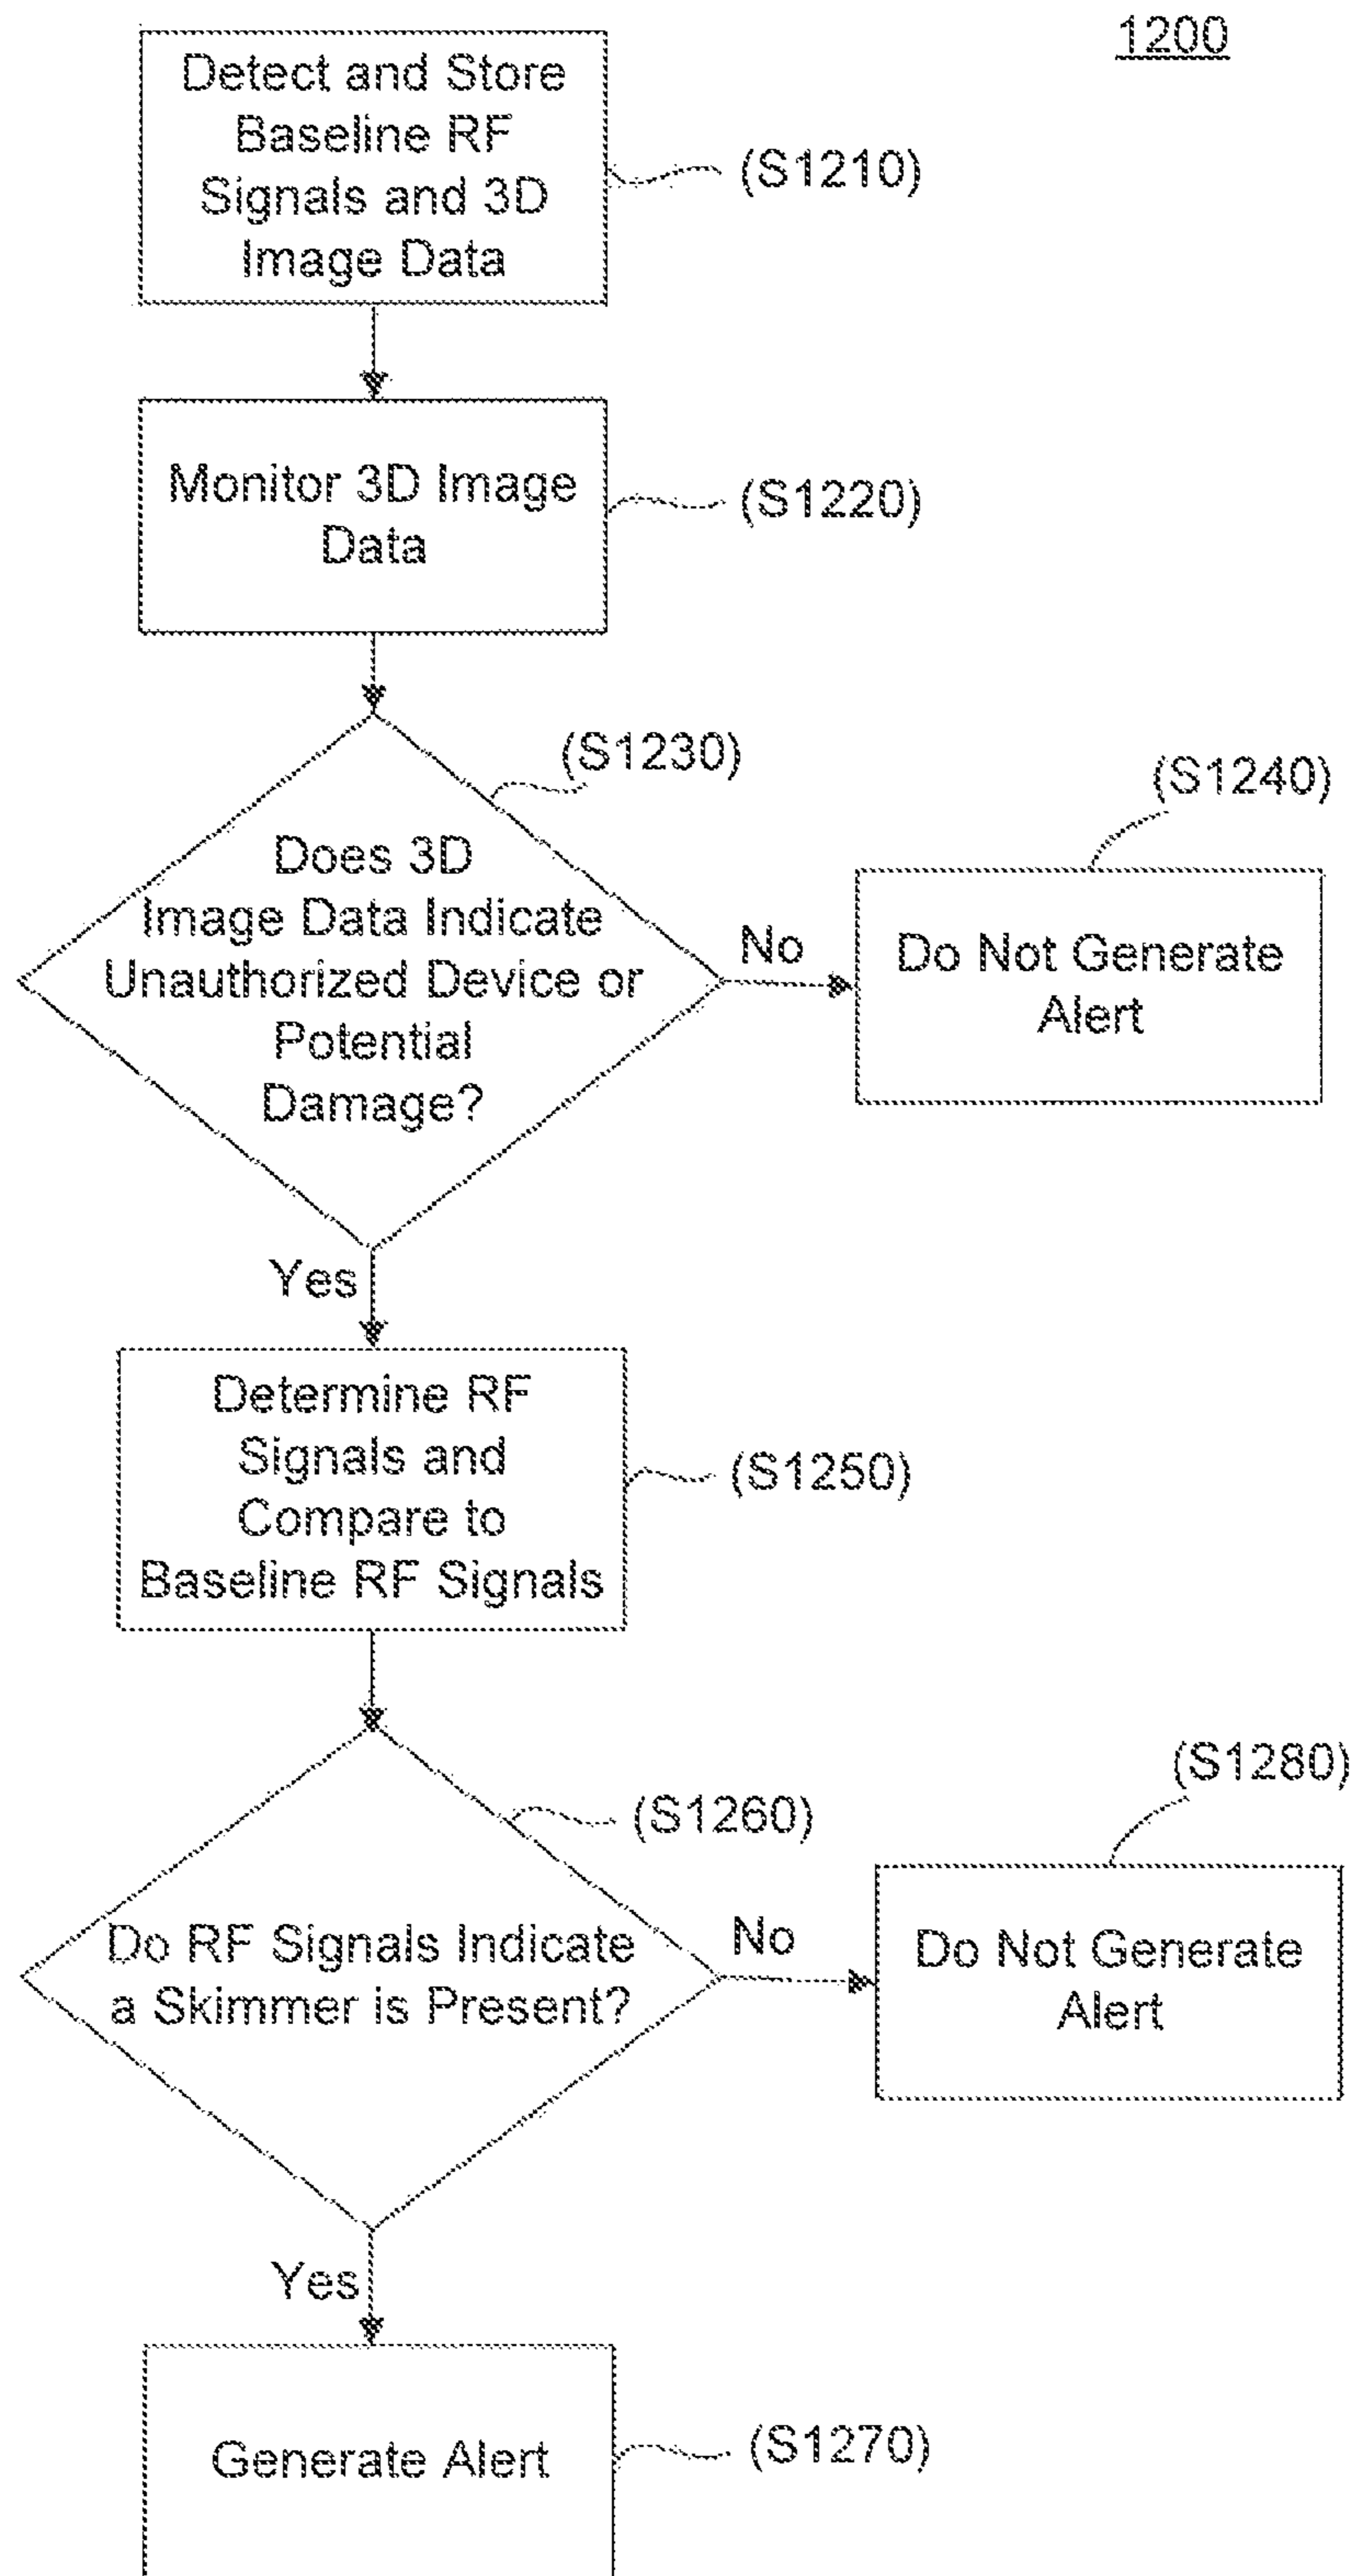 1200
Detect and Store
Baseline RF
Signals and 3D
Image Data
(S1210)
Monitor 3D Image
Data
(S1220)
(S1230)
Does 3D
Image Data Indicate
Unauthorized Device or
Potential
Damage?
No
(S1240)
Do Not Generate
Alert
Yes
Determine RF
Signals and
Compare to
Baseline RF Signals
(S1250)
(S1260)
Do RF Signals Indicate
a Skimmer is Present?
No
(S1280)
Do Not Generate
Alert
Yes
Generate Alert
(S1270)